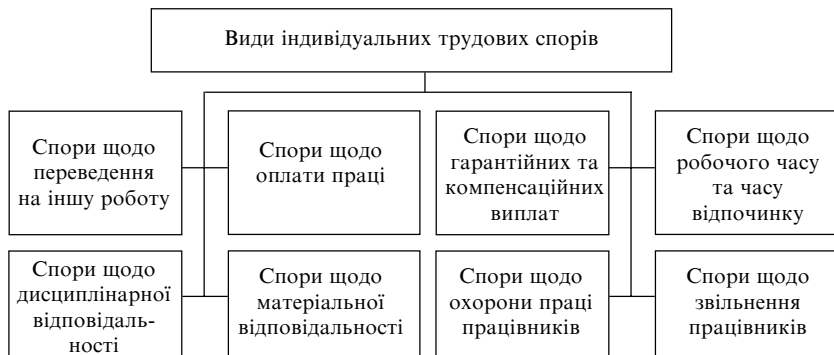 Види індивідуальних трудових спорів
Спори щодо
переведення
на іншу роботу
Спори щодо
оплати праці
Спори щодо
гарантійних та
компенсаційних
виплат
Спори щодо
робочого часу
та часу
відпочинку
Спори щодо
дисциплінарної
відповідаль-
ності
Спори щодо
матеріальної
відповідальності
Спори щодо
охорони праці
працівників
Спори щодо
звільнення
працівників